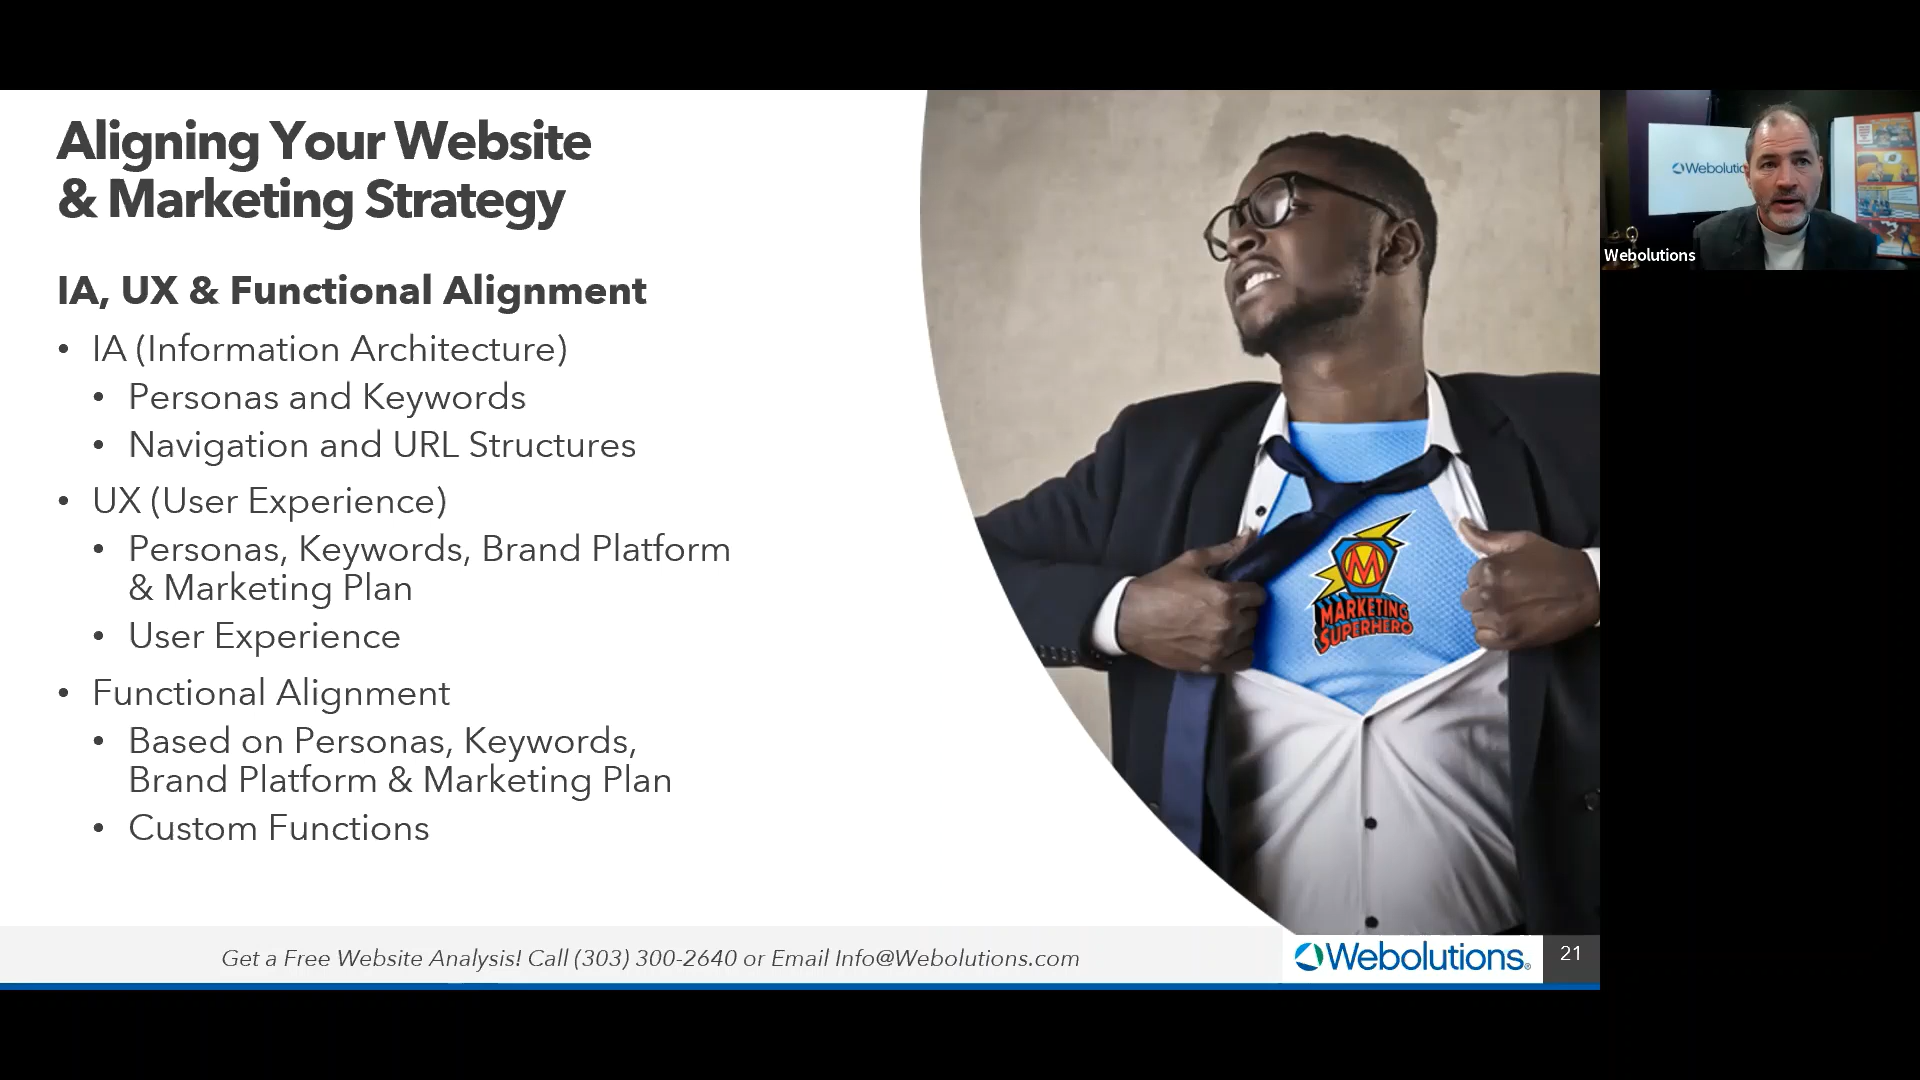 Aligning Your Website
& Marketing Strategy
IA, UX & Functional Alignment
• IA (Information Architecture)
• Personas and Keywords
• Navigation and URL Structures
• UX (User Experience)
• Personas, Keywords, Brand Platform
& Marketing Plan
• User Experience
• Functional Alignment
• Based on Personas, Keywords,
Brand Platform & Marketing Plan
• Custom Functions
M
MARKETING
SUPERHERO
Get a Free Website Analysis! Call (303) 300-2640 or Email Info@Webolutions.com
Webolutions®
21
Webolutions